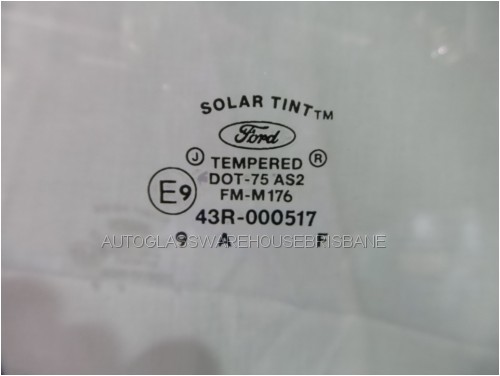 SOLAR TINT™
Ford
J TEMPERED R
DOT-75 AS2
E9 FM-M176
43R-000517
AUTOGLASSWAREHOUSEBRISBANE
9 A F